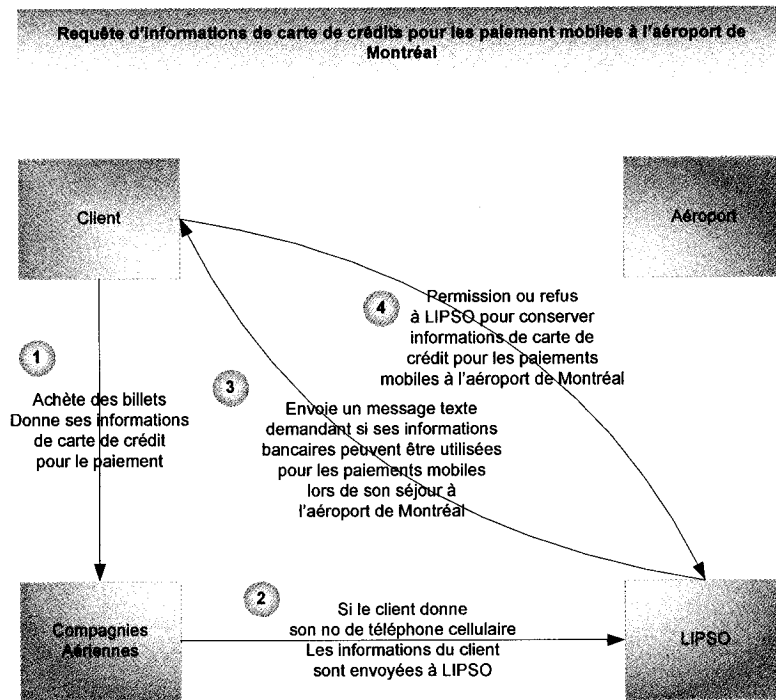 Requête d'informations de carte de crédits pour les paiement mobiles à l'aéroport de
Montréal
Client
Aéroport
4
Permission ou refus
à LIPSO pour conserver
informations de carte de
crédit pour les paiements
mobiles à l'aéroport de Montréal
1
Achète des billets
Donne ses informations
de carte de crédit
pour le paiement
3
Envoie un message texte
demandant si ses informations
bancaires peuvent être utilisées
pour les paiements mobiles
lors de son séjour à
l'aéroport de Montréal
Compagnies
Aériennes
2
Si le client donne
son no de téléphone cellulaire
Les informations du client
sont envoyées à LIPSO
LIPSO